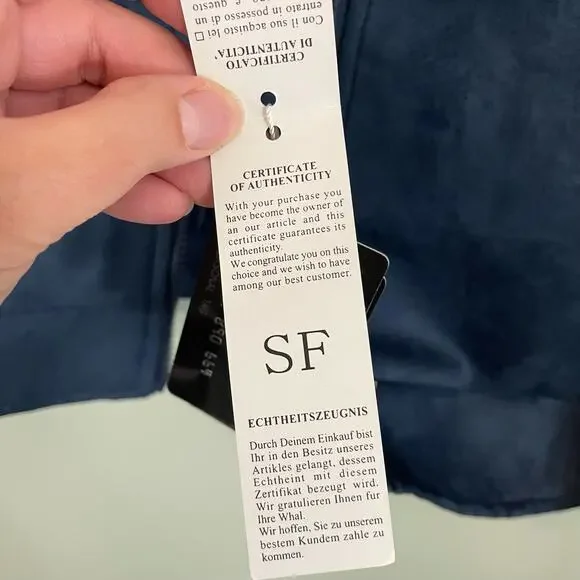 Con il suo acquisto lei □
entrato in possesso di un
questo
CERTIFICATO
DI AUTENTICITA'
CERTIFICATE
OF AUTHENTICITY
With your purchase you
have become the owner of
an our article and this
certificate guarantees its
authenticity.
We congratulate you on this
choice and we wish to have
among our best customer.
SF
ECHTHEITSZEUGNIS
Durch Deinem Einkauf bist
Ihr in den Besitz unseres
Artikles gelangt, dessem
Echtheint mit diesem
Zertifikat bezeugt wird.
Wir gratulieren Ihnen fur
Ihre Whal.
Wir hoffen, Sie zu unserem
bestem Kundem zahle zu
kommen.